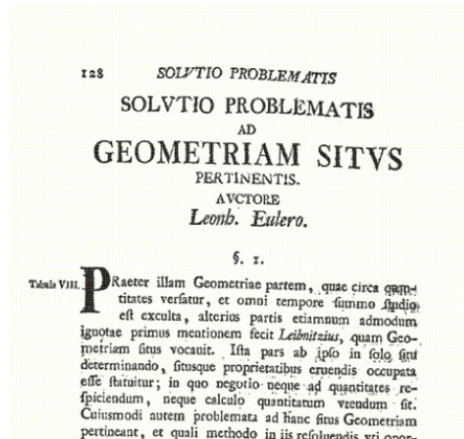 128 SOLVTIO PROBLEMATIS
SOLVTIO PROBLEMATIS
AD
GEOMETRIAM SITVS
PERTINENTIS.
AVCTORE
Leonh. Eulero.
§. 1.
Tabula VIII. PRaeter illam Geometriae partem, quae circa quan-
titates versatur, et omni tempore summo studio
est exculta, alterius partis etiamnum admodum
ignotae primus mentionem fecit Leibnitzius, quam Geo-
metriam situs vocauit. Ista pars ab ipso in solo situ
determinando, situsque proprietatibus eruendis occupata
esse statuitur; in quo negotio neque ad quantitates re-
spiciendum, neque calculo quantitatum vtendum sit.
Cuiusmodi autem problemata ad hanc situs Geometriam
pertineant, et quali methodo in iis resoluendis vti opor-